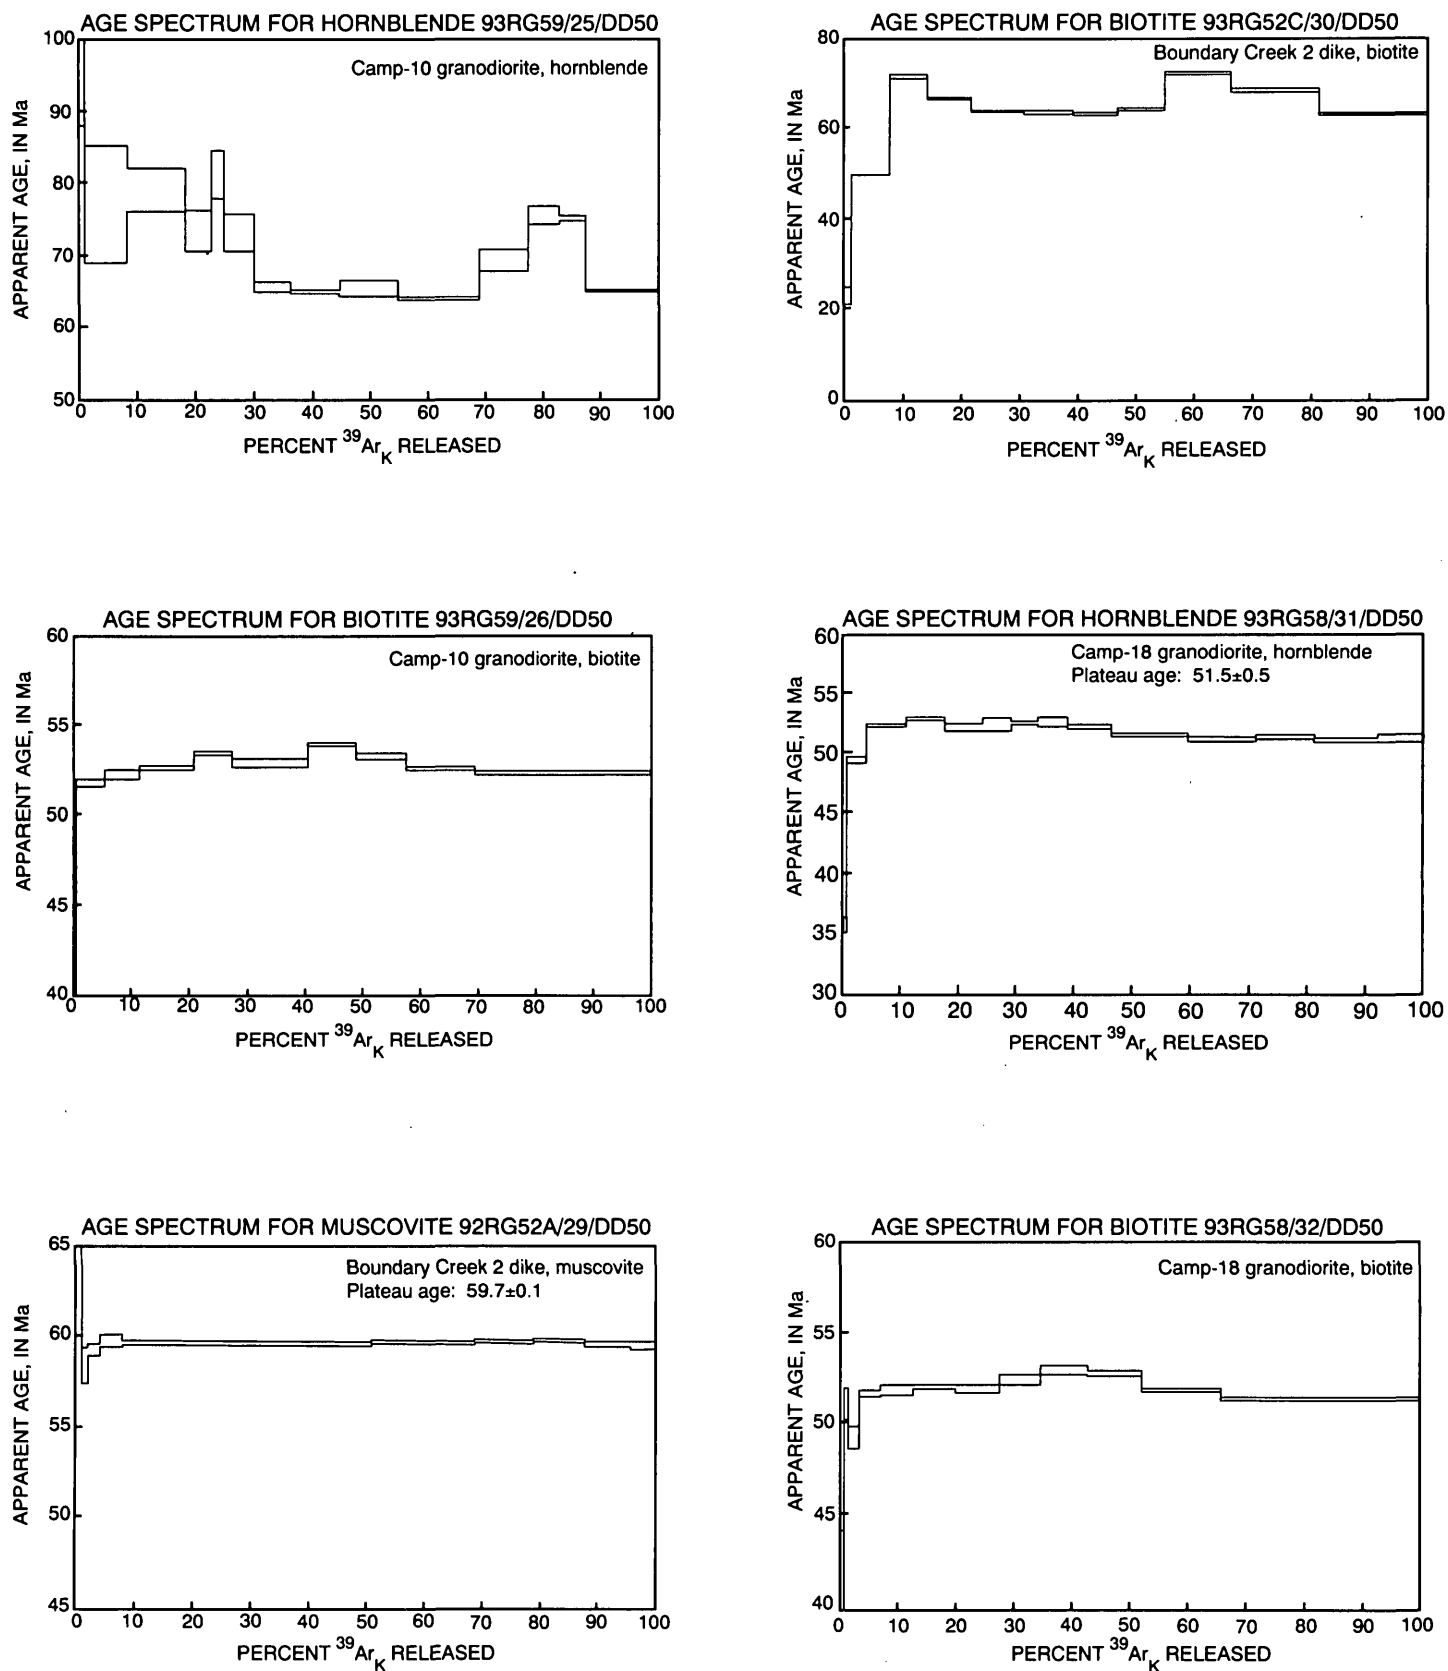 AGE SPECTRUM FOR HORNBLENDE 93RG59/25/DD50
Camp-10 granodiorite, hornblende
APPARENT AGE, IN Ma
100
90
80
70
60
50
0 10 20 30 40 50 60 70 80 90 100
PERCENT ³⁹Ar_K RELEASED
AGE SPECTRUM FOR BIOTITE 93RG52C/30/DD50
Boundary Creek 2 dike, biotite
APPARENT AGE, IN Ma
80
60
40
20
0
0 10 20 30 40 50 60 70 80 90 100
PERCENT ³⁹Ar_K RELEASED
AGE SPECTRUM FOR BIOTITE 93RG59/26/DD50
Camp-10 granodiorite, biotite
APPARENT AGE, IN Ma
60
55
50
45
40
0 10 20 30 40 50 60 70 80 90 100
PERCENT ³⁹Ar_K RELEASED
AGE SPECTRUM FOR HORNBLENDE 93RG58/31/DD50
Camp-18 granodiorite, hornblende
Plateau age: 51.5±0.5
APPARENT AGE, IN Ma
60
55
50
45
40
35
30
0 10 20 30 40 50 60 70 80 90 100
PERCENT ³⁹Ar_K RELEASED
AGE SPECTRUM FOR MUSCOVITE 92RG52A/29/DD50
Boundary Creek 2 dike, muscovite
Plateau age: 59.7±0.1
APPARENT AGE, IN Ma
65
60
55
50
45
0 10 20 30 40 50 60 70 80 90 100
PERCENT ³⁹Ar_K RELEASED
AGE SPECTRUM FOR BIOTITE 93RG58/32/DD50
Camp-18 granodiorite, biotite
APPARENT AGE, IN Ma
60
55
50
45
40
0 10 20 30 40 50 60 70 80 90 100
PERCENT ³⁹Ar_K RELEASED